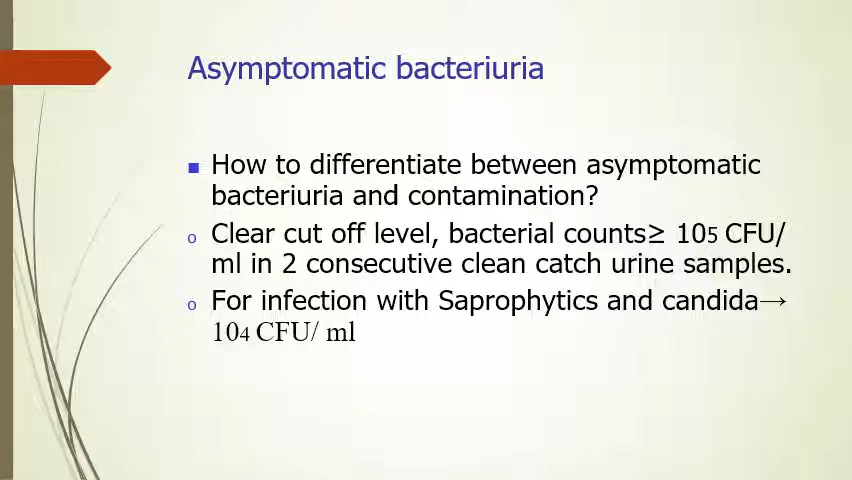 Asymptomatic bacteriuria
■ How to differentiate between asymptomatic
bacteriuria and contamination?
o Clear cut off level, bacterial counts≥ 105 CFU/
ml in 2 consecutive clean catch urine samples.
o For infection with Saprophytics and candida→
104 CFU/ ml